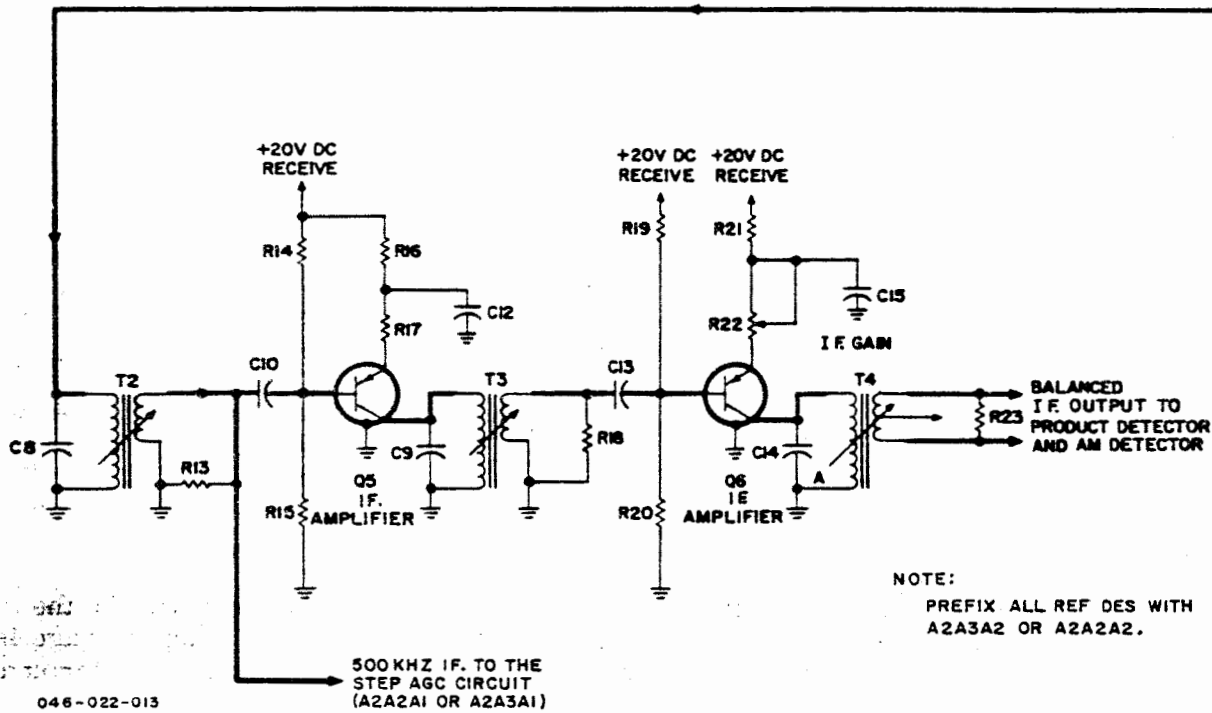 +20V DC
RECEIVE
+20V DC
RECEIVE
+20V DC
RECEIVE
R14
R16
R19
R21
C12
C15
R17
R22
I F. GAIN
C10
C13
T2
T3
T4
BALANCED
I F. OUTPUT TO
PRODUCT DETECTOR
AND AM DETECTOR
R23
C8
R13
C9
R18
C14
A
R15
Q5
I F.
AMPLIFIER
R20
Q6
I F.
AMPLIFIER
NOTE:
PREFIX ALL REF DES WITH
A2A3A2 OR A2A2A2.
500 KHZ IF. TO THE
STEP AGC CIRCUIT
(A2A2A1 OR A2A3A1)
046-022-013